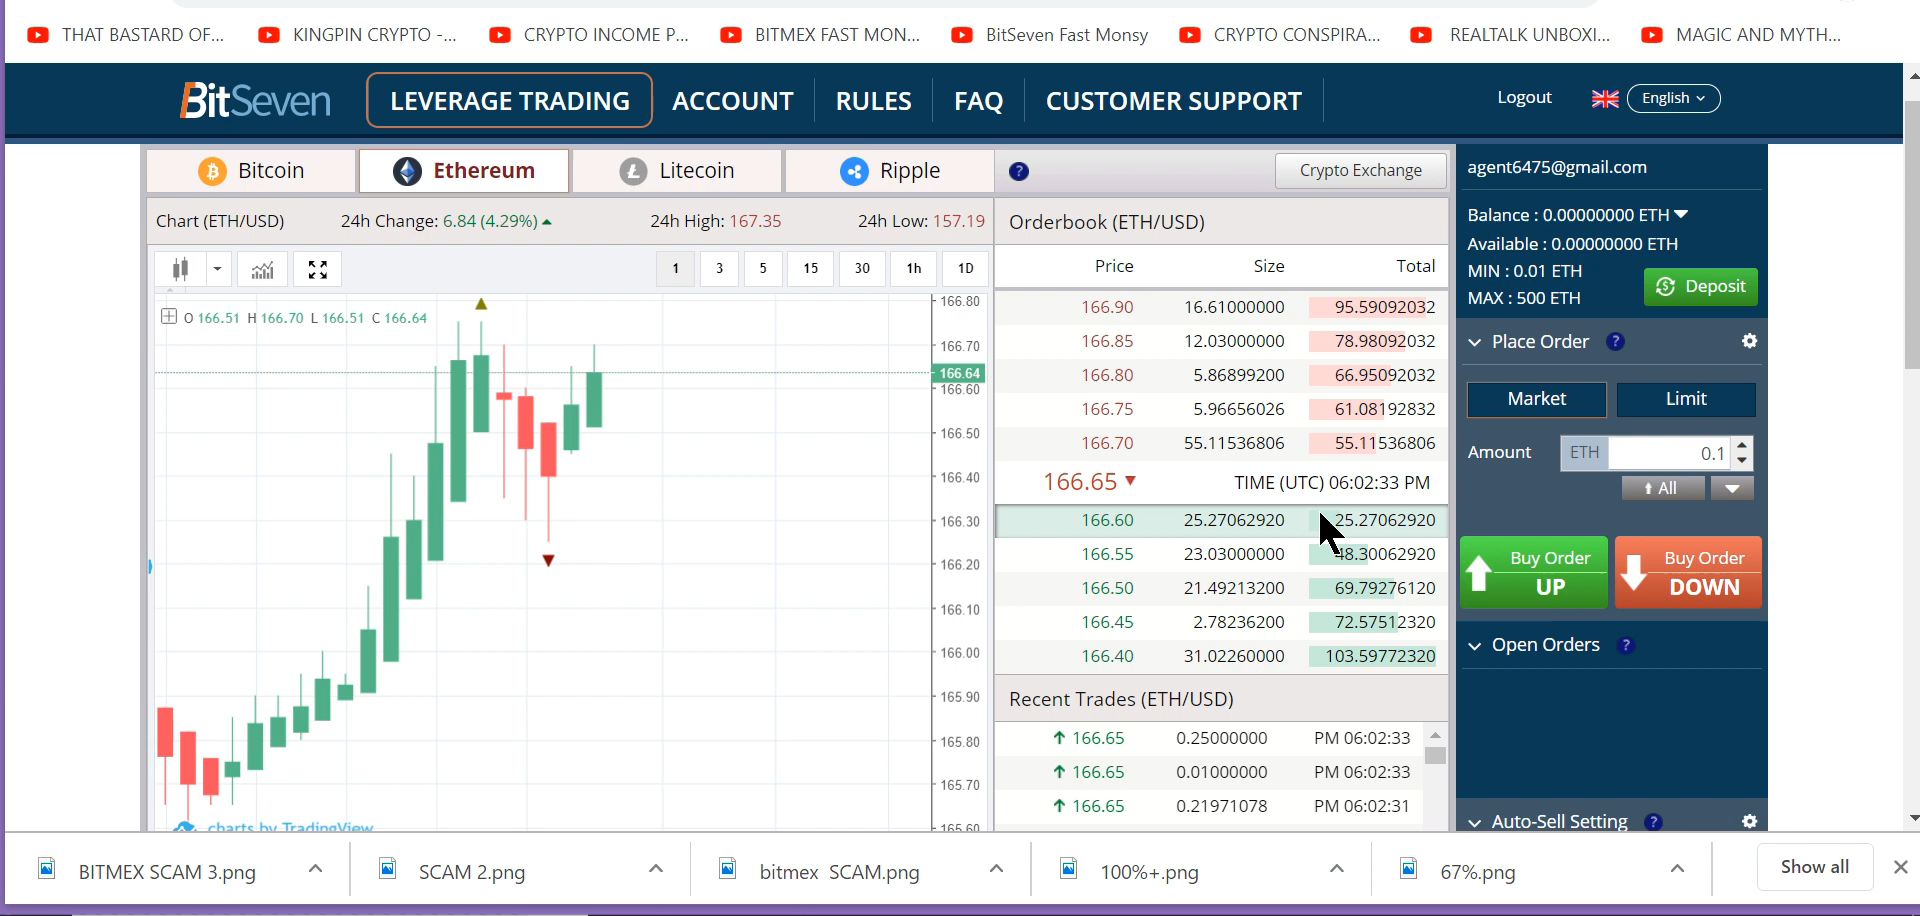 THAT BASTARD OF... KINGPIN CRYPTO -... CRYPTO INCOME P... BITMEX FAST MON... BitSeven Fast Monsy CRYPTO CONSPIRA... REALTALK UNBOXI... MAGIC AND MYTH...
BitSeven LEVERAGE TRADING ACCOUNT RULES FAQ CUSTOMER SUPPORT Logout English
Bitcoin Ethereum Litecoin Ripple ? Crypto Exchange
agent6475@gmail.com
Chart (ETH/USD) 24h Change: 6.84 (4.29%) 24h High: 167.35 24h Low: 157.19
1 3 5 15 30 1h 1D
O 166.51 H 166.70 L 166.51 C 166.64
166.80
166.70
166.64
166.60
166.50
166.40
166.30
166.20
166.10
166.00
165.90
165.80
165.70
165.60
charts by TradingView
Orderbook (ETH/USD)
Price Size Total
166.90 16.61000000 95.59092032
166.85 12.03000000 78.98092032
166.80 5.86899200 66.95092032
166.75 5.96656026 61.08192832
166.70 55.11536806 55.11536806
166.65 TIME (UTC) 06:02:33 PM
166.60 25.27062920 25.27062920
166.55 23.03000000 48.30062920
166.50 21.49213200 69.79276120
166.45 2.78236200 72.57512320
166.40 31.02260000 103.59772320
Recent Trades (ETH/USD)
166.65 0.25000000 PM 06:02:33
166.65 0.01000000 PM 06:02:33
166.65 0.21971078 PM 06:02:31
Balance : 0.00000000 ETH
Available : 0.00000000 ETH
MIN : 0.01 ETH
MAX : 500 ETH
Deposit
Place Order ?
Market Limit
Amount ETH 0.1
All
Buy Order UP
Buy Order DOWN
Open Orders ?
Auto-Sell Setting ?
BITMEX SCAM 3.png SCAM 2.png bitmex SCAM.png 100%+.png 67%.png Show all